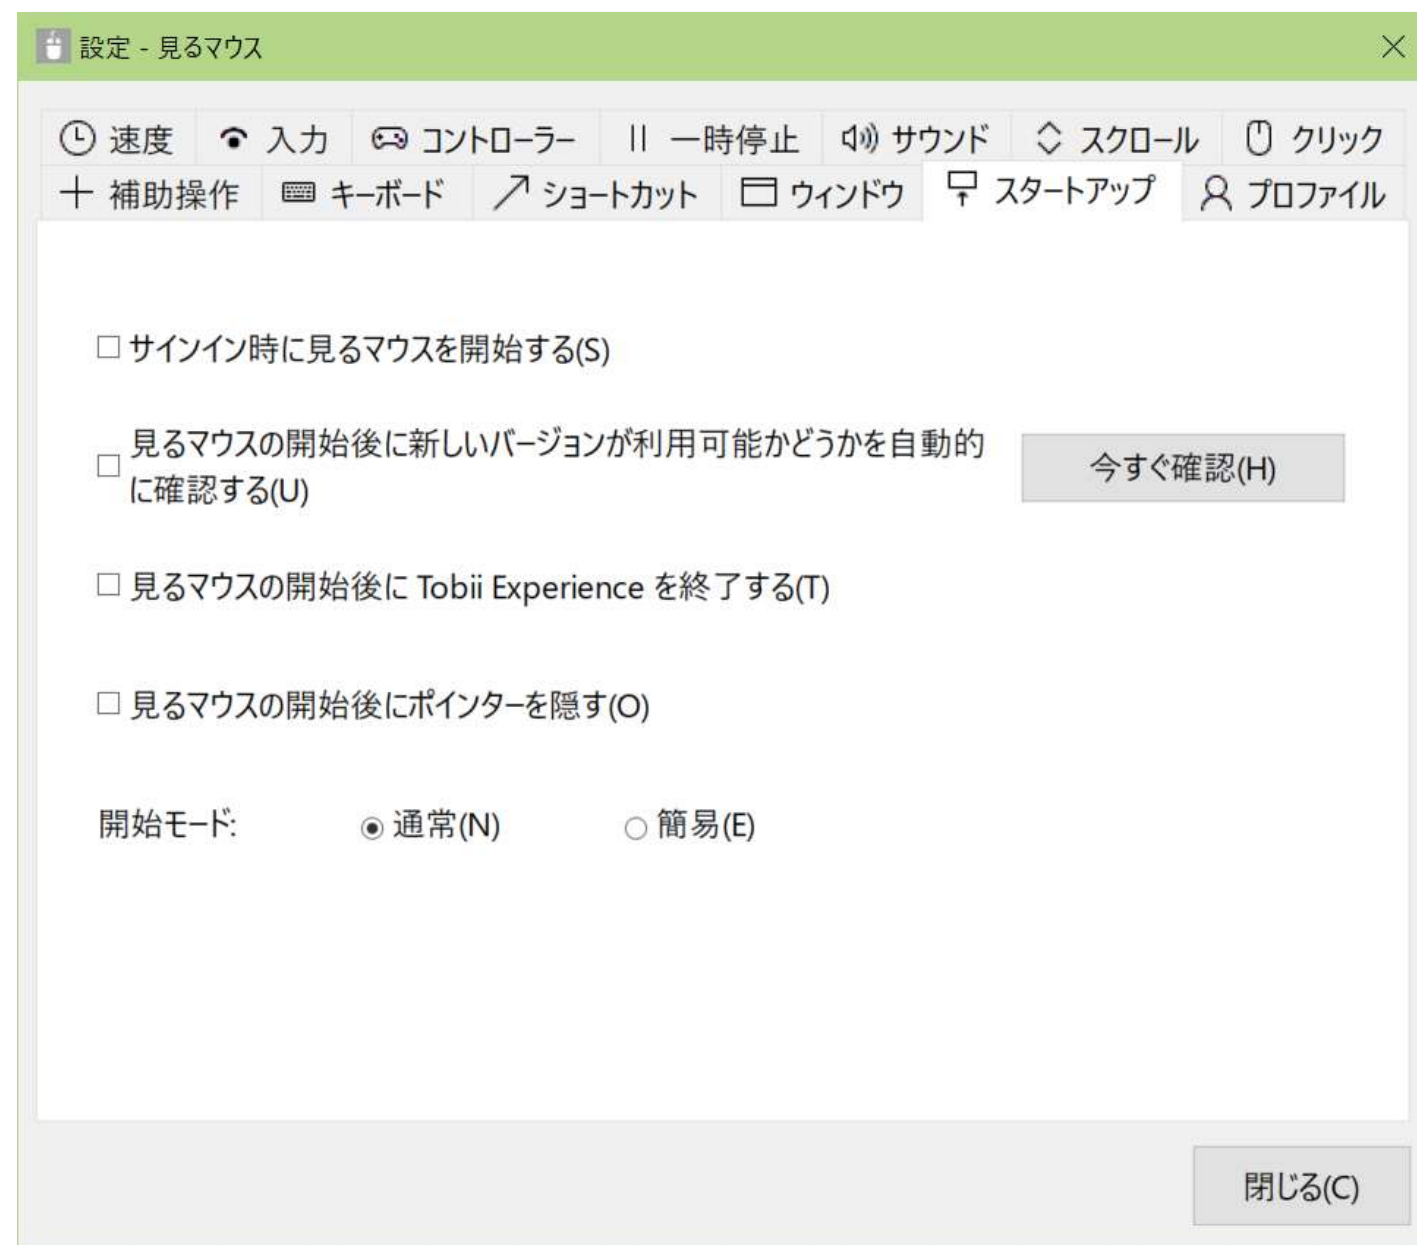 設定 - 見るマウス
速度 入力 コントローラー 一時停止 サウンド スクロール クリック
補助操作 キーボード ショートカット ウィンドウ スタートアップ プロファイル
サインイン時に見るマウスを開始する(S)
見るマウスの開始後に新しいバージョンが利用可能かどうかを自動的
に確認する(U)
今すぐ確認(H)
見るマウスの開始後に Tobii Experience を終了する(T)
見るマウスの開始後にポインターを隠す(O)
開始モード: 通常(N) 簡易(E)
閉じる(C)